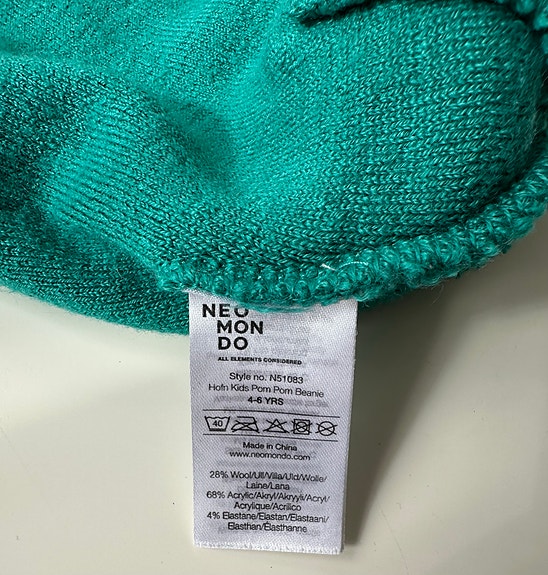 NEO
MON
DO
ALL ELEMENTS CONSIDERED
Style no. N51083
Hofn Kids Pom Pom Beanie
4-6 YRS
40
Made in China
www.neomondo.com
28% Wool/Ull/Villa/Uld/Wolle/
Laine/Lana
68% Acrylic/Akryl/Akryyli/Acryl/
Acrylique/Acrilico
4% Elastane/Elastan/Elastaani/
Elasthan/Élasthanne